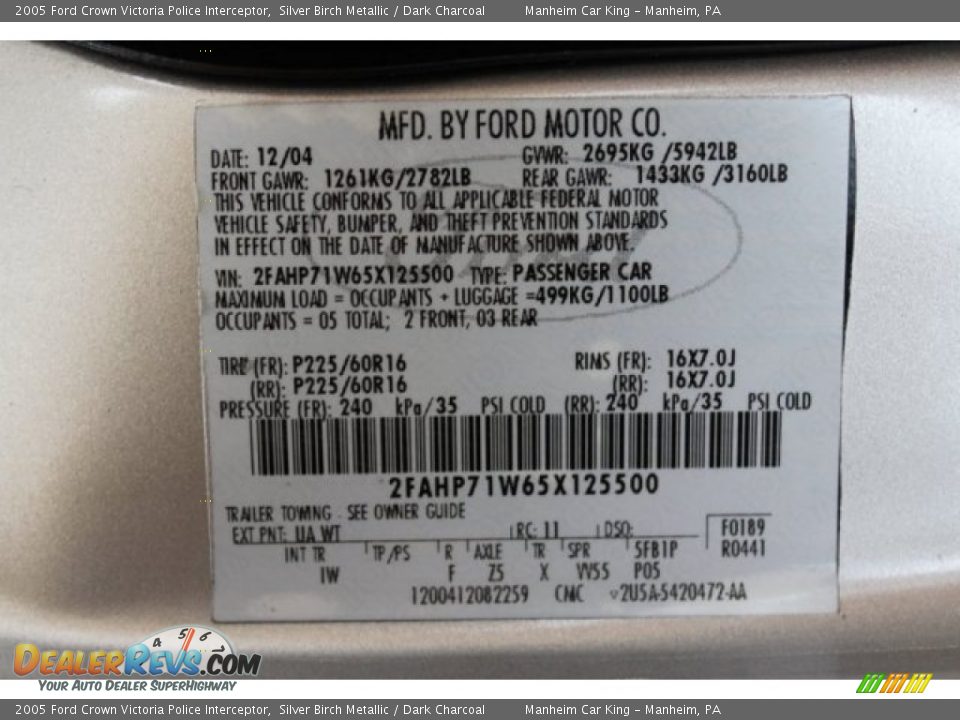 2005 Ford Crown Victoria Police Interceptor, Silver Birch Metallic / Dark Charcoal Manheim Car King - Manheim, PA
MFD. BY FORD MOTOR CO.
DATE: 12/04 GVWR: 2695KG /5942LB
FRONT GAWR: 1261KG/2782LB REAR GAWR: 1433KG /3160LB
THIS VEHICLE CONFORMS TO ALL APPLICABLE FEDERAL MOTOR
VEHICLE SAFETY, BUMPER, AND THEFT PREVENTION STANDARDS
IN EFFECT ON THE DATE OF MANUFACTURE SHOWN ABOVE.
VIN: 2FAHP71W65X125500 TYPE: PASSENGER CAR
MAXIMUM LOAD = OCCUPANTS + LUGGAGE =499KG/1100LB
OCCUPANTS = 05 TOTAL; 2 FRONT, 03 REAR
TIRE (FR): P225/60R16 RIMS (FR): 16X7.0J
(RR): P225/60R16 (RR): 16X7.0J
PRESSURE (FR): 240 kPa/35 PSI COLD (RR): 240 kPa/35 PSI COLD
2FAHP71W65X125500
TRAILER TOWING - SEE OWNER GUIDE
EXT PNT: UA WT RC: 11 DSO: F0189
INT TR TP/PS R AXLE TR SPR 5FB1P R0441
IW F Z5 X VV55 P05
1200412082259 CMC 2U5A-5420472-AA
4 5 6
DEALERREVS.COM
YOUR AUTO DEALER SUPERHIGHWAY
2005 Ford Crown Victoria Police Interceptor, Silver Birch Metallic / Dark Charcoal Manheim Car King - Manheim, PA